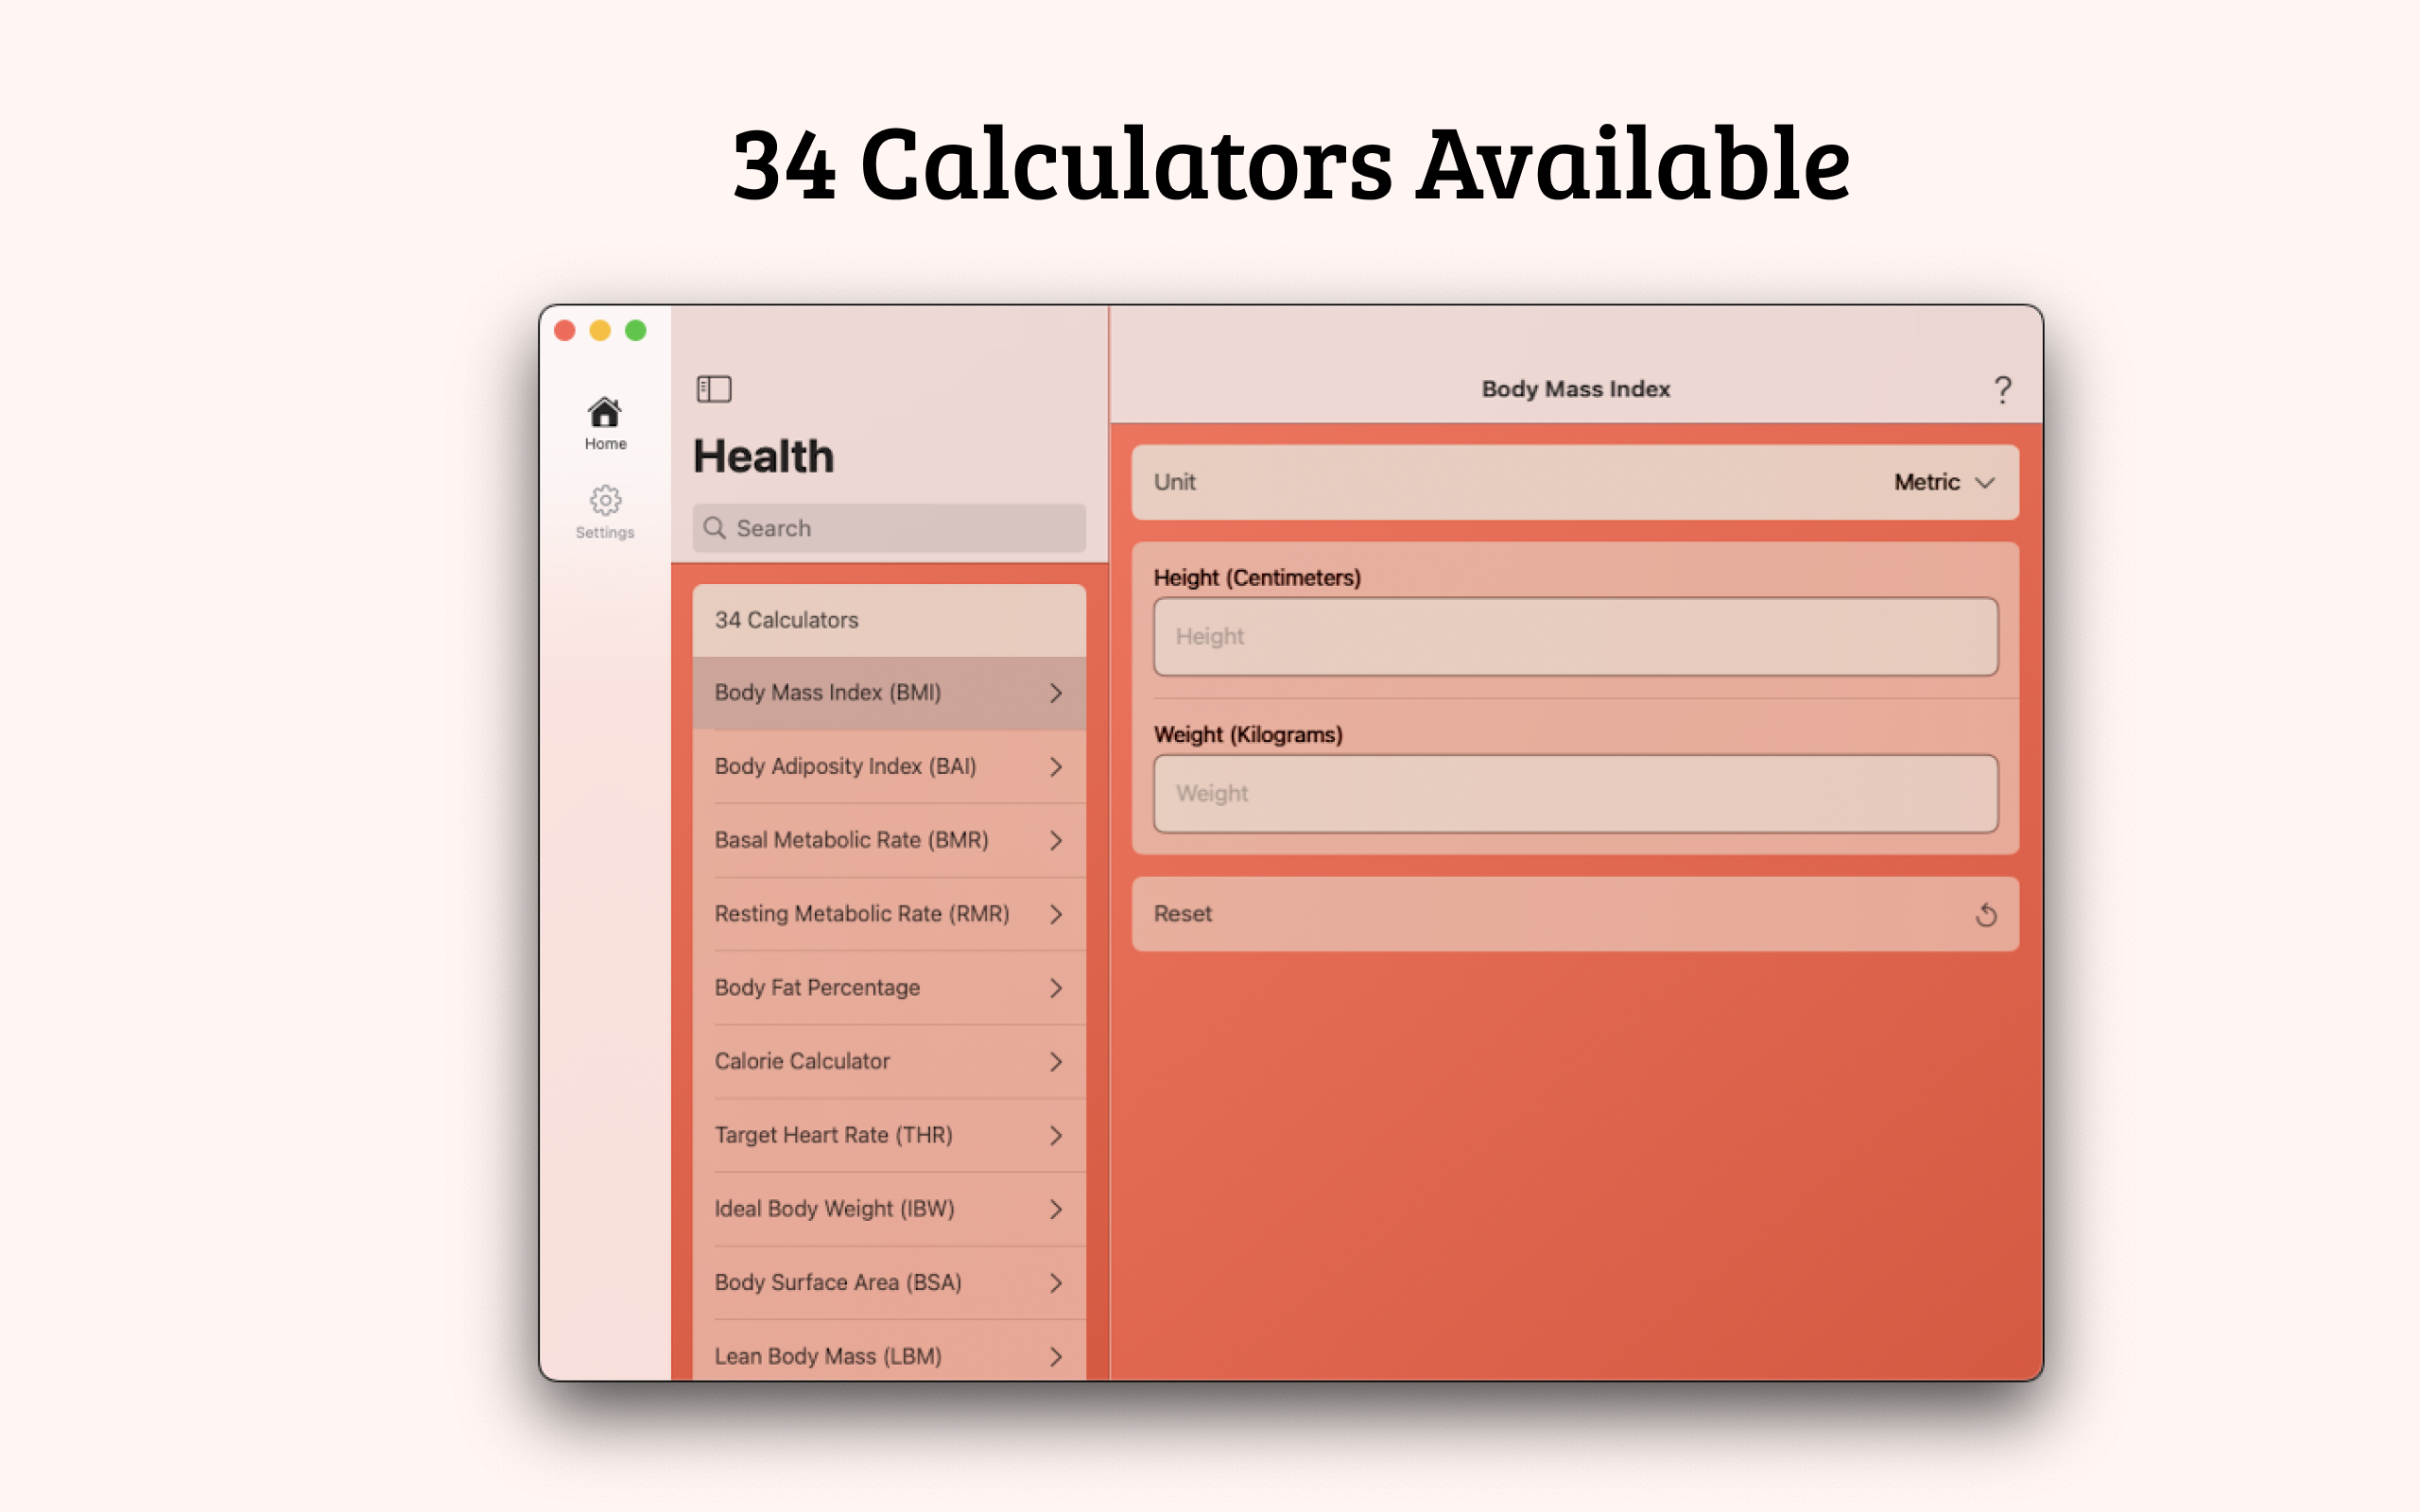 34 Calculators Available
Home
Settings
Health
Search
34 Calculators
Body Mass Index (BMI)
Body Adiposity Index (BAI)
Basal Metabolic Rate (BMR)
Resting Metabolic Rate (RMR)
Body Fat Percentage
Calorie Calculator
Target Heart Rate (THR)
Ideal Body Weight (IBW)
Body Surface Area (BSA)
Lean Body Mass (LBM)
Body Mass Index ?
Unit Metric
Height (Centimeters)
Height
Weight (Kilograms)
Weight
Reset